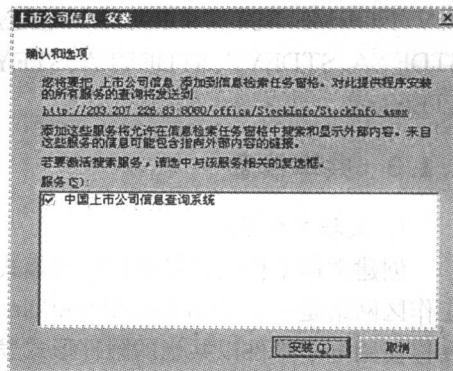 上市公司信息 安装
确认和选项
您将要把 上市公司信息 添加到信息检索任务窗格。对此提供程序安装
的所有服务的查询将发送到
http://203.207.226.83:8080/office/StockInfo/StockInfo.asmx
添加这些服务将允许在信息检索任务窗格中搜索和显示外部内容。来自
这些服务的信息可能包含指向外部内容的链接。
若要激活搜索服务，请选中与该服务相关的复选框。
服务(S):
中国上市公司信息查询系统
安装(I)
取消